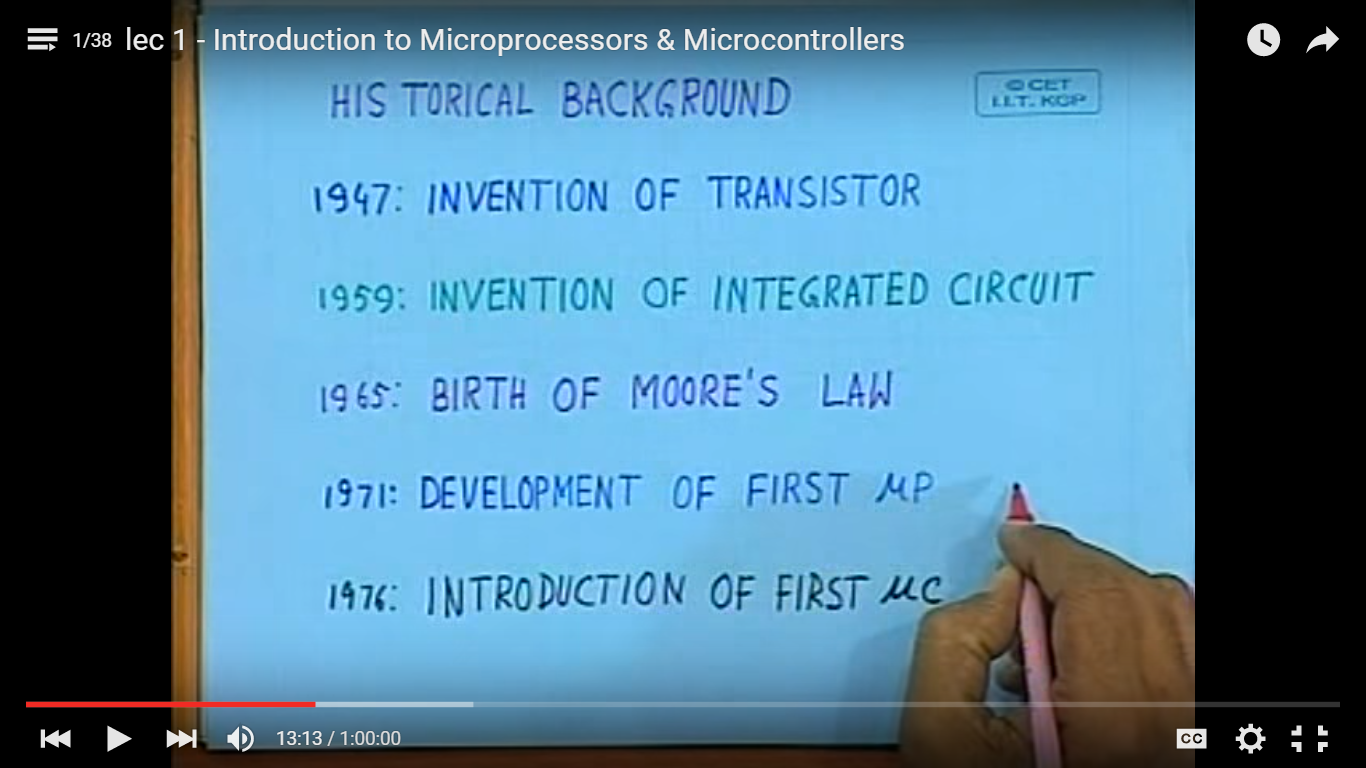 1/38 lec 1 - Introduction to Microprocessors & Microcontrollers
HISTORICAL BACKGROUND
© CET
I.I.T. KGP
1947: INVENTION OF TRANSISTOR
1959: INVENTION OF INTEGRATED CIRCUIT
1965: BIRTH OF MOORE'S LAW
1971: DEVELOPMENT OF FIRST μP
1976: INTRODUCTION OF FIRST μC
13:13 / 1:00:00
CC